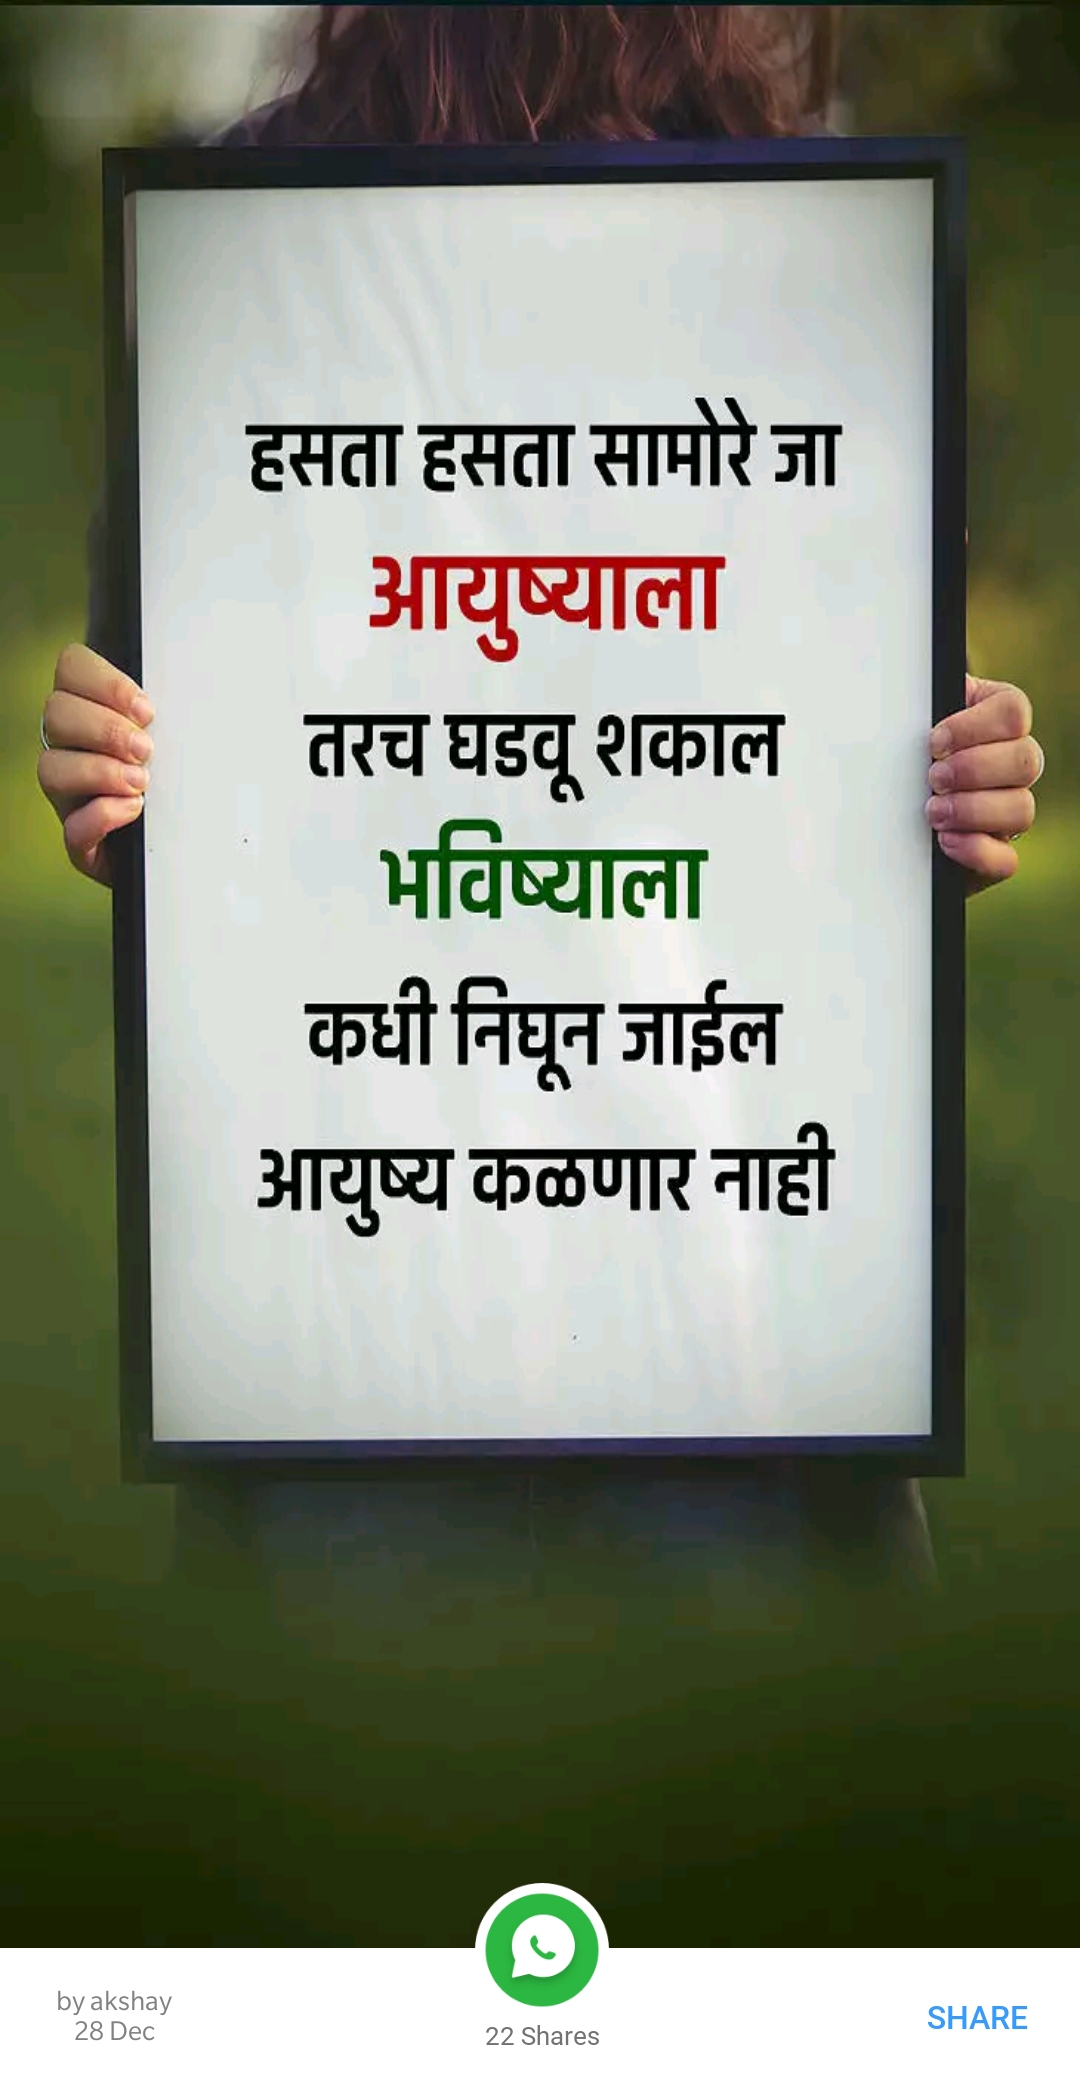 हसता हसता सामोरे जा
आयुष्याला
तरच घडवू शकाल
भविष्याला
कधी निघून जाईल
आयुष्य कळणार नाही
by akshay
28 Dec
22 Shares
SHARE